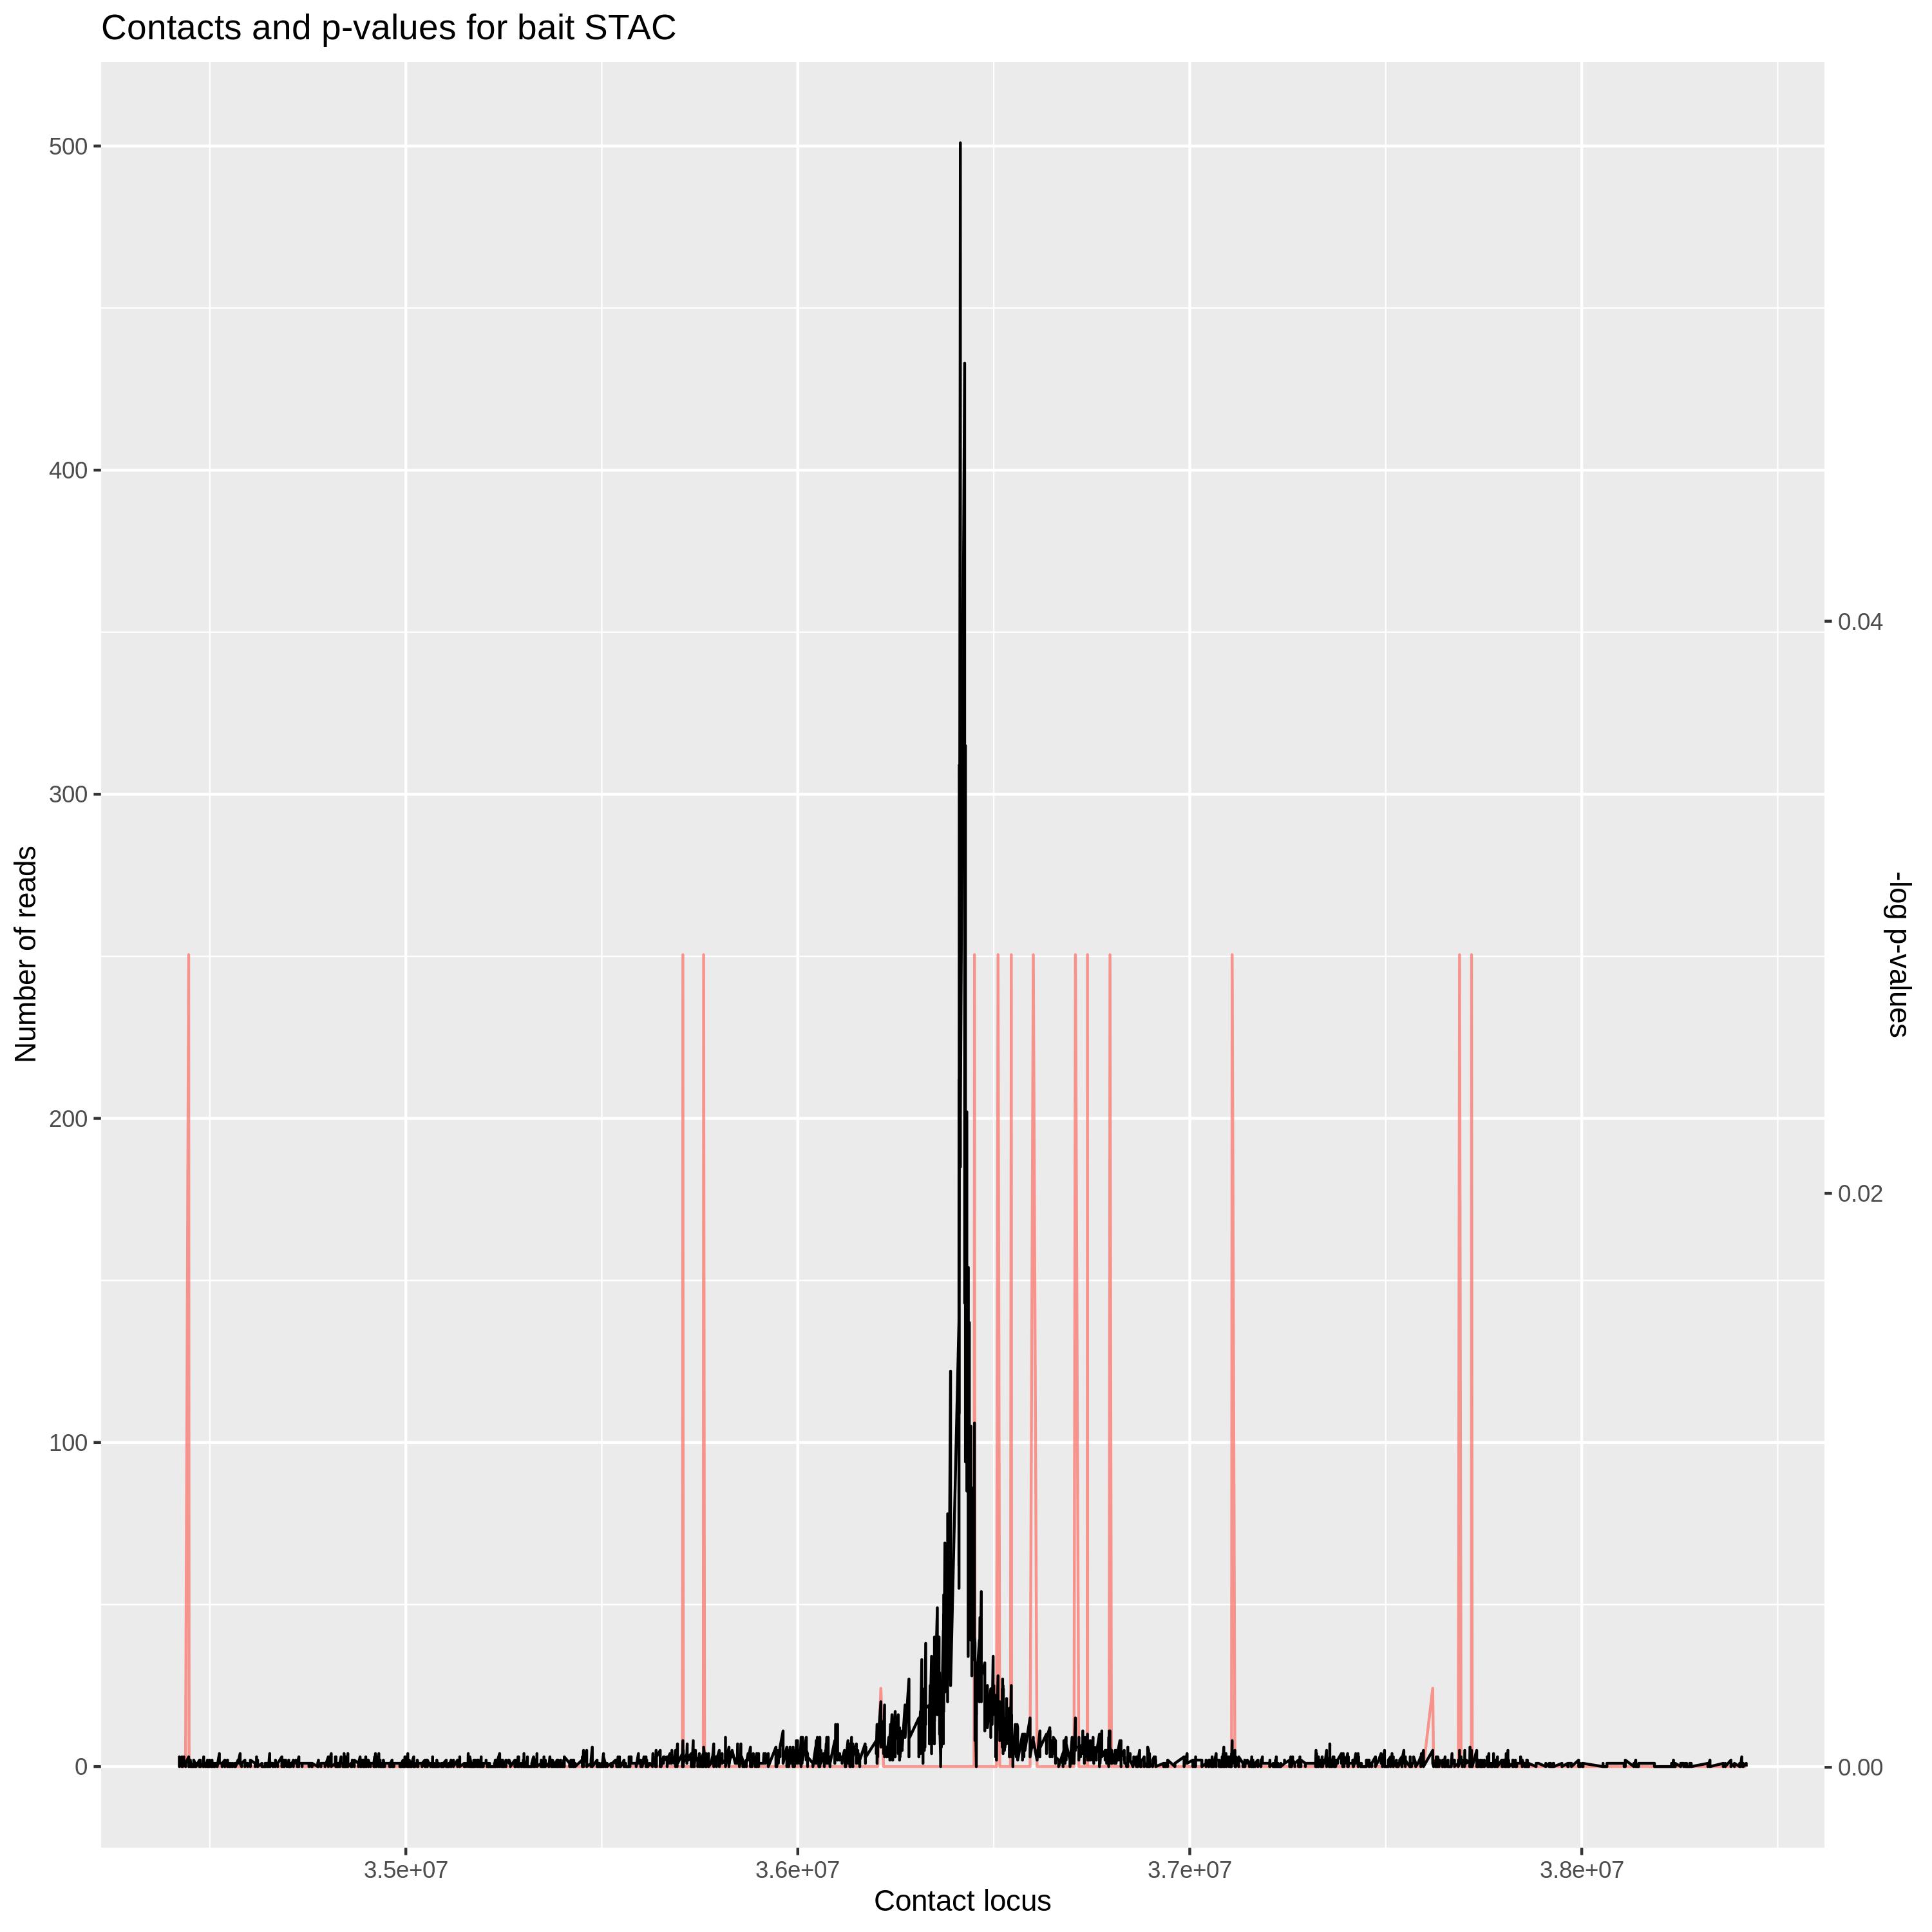 Contacts and p-values for bait STAC
500
400
300
200
100
0
Number of reads
0.04
0.02
0.00
-log p-values
3.5e+07
3.6e+07
3.7e+07
3.8e+07
Contact locus